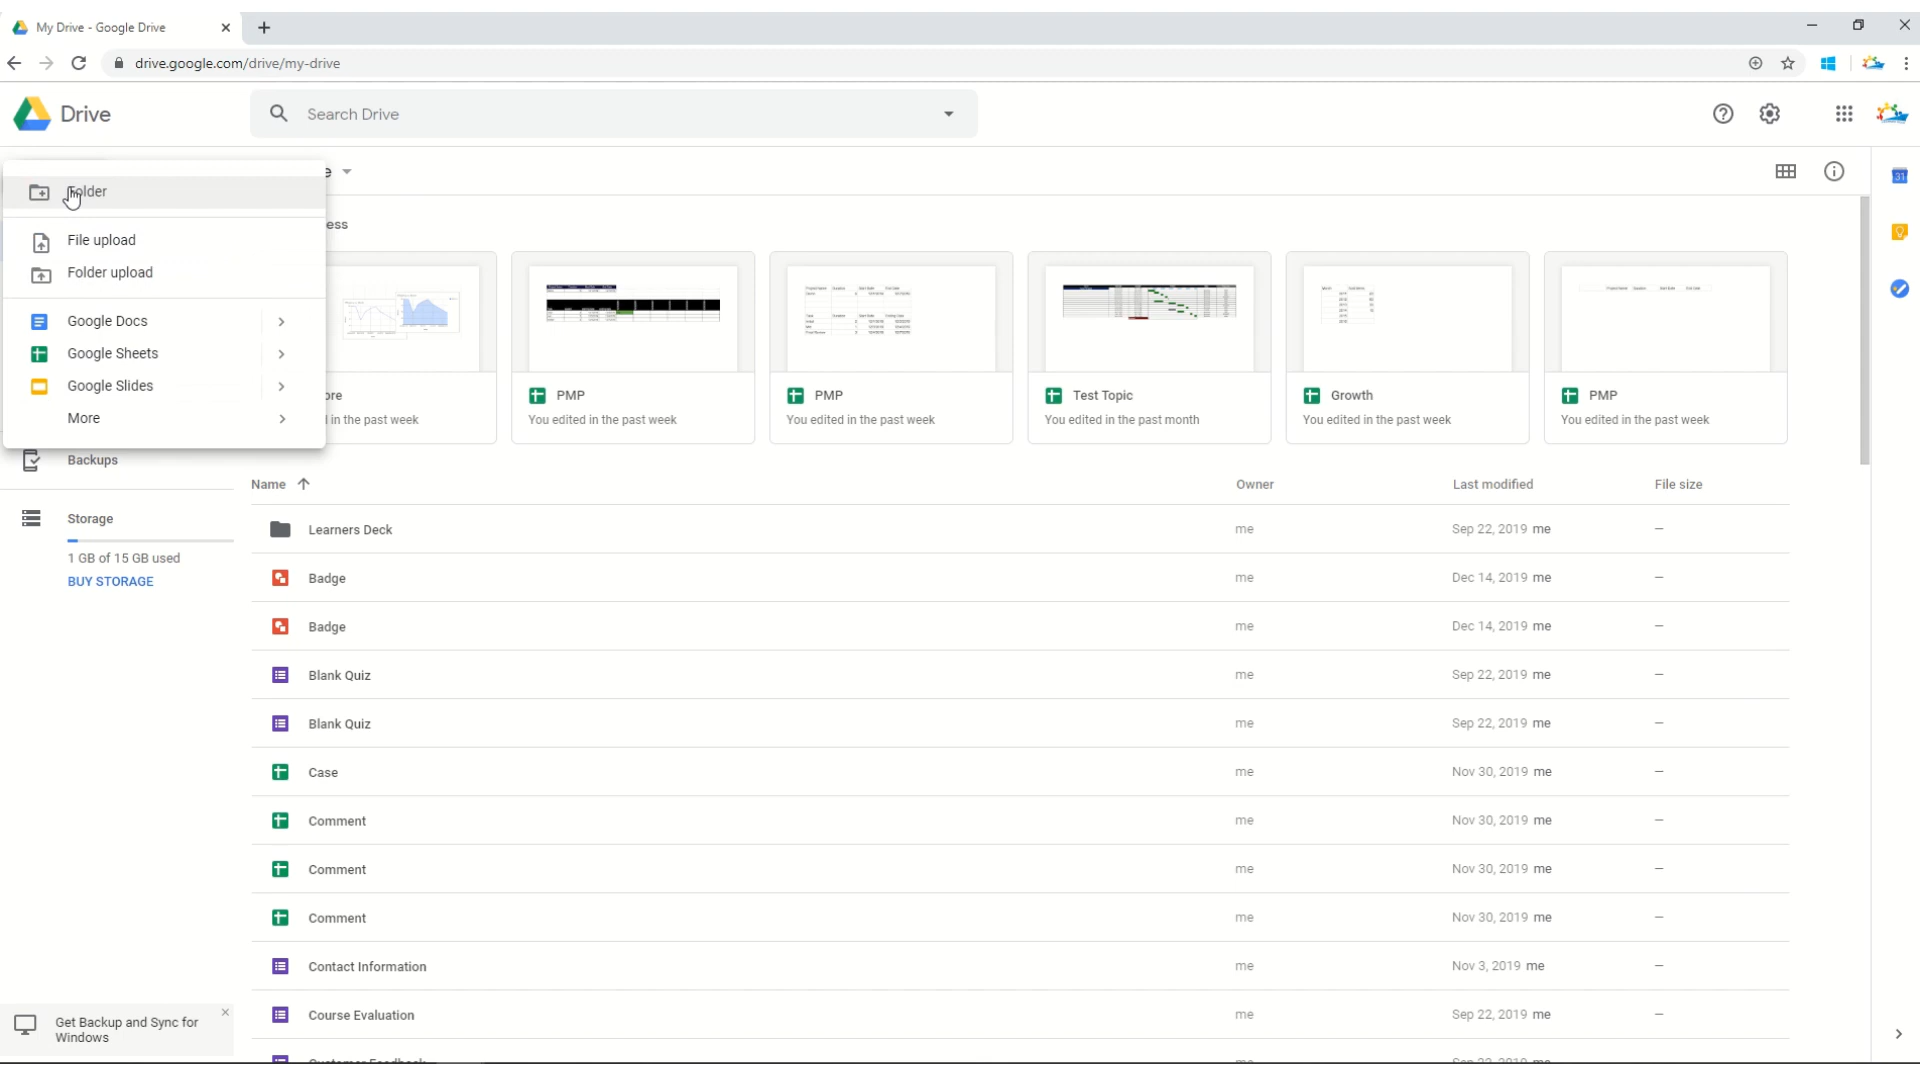 My Drive - Google Drive
drive.google.com/drive/my-drive
Drive
Search Drive
Folder
File upload
Folder upload
Google Docs
Google Sheets
Google Slides
More
Backups
Storage
1 GB of 15 GB used
BUY STORAGE
Get Backup and Sync for
Windows
e
ess
ore
in the past week
PMP
You edited in the past week
PMP
You edited in the past week
Test Topic
You edited in the past month
Growth
You edited in the past week
PMP
You edited in the past week
Name Owner Last modified File size
Learners Deck me Sep 22, 2019 me –
Badge me Dec 14, 2019 me –
Badge me Dec 14, 2019 me –
Blank Quiz me Sep 22, 2019 me –
Blank Quiz me Sep 22, 2019 me –
Case me Nov 30, 2019 me –
Comment me Nov 30, 2019 me –
Comment me Nov 30, 2019 me –
Comment me Nov 30, 2019 me –
Contact Information me Nov 3, 2019 me –
Course Evaluation me Sep 22, 2019 me –
Customer Feedback me Sep 22, 2019 me
31